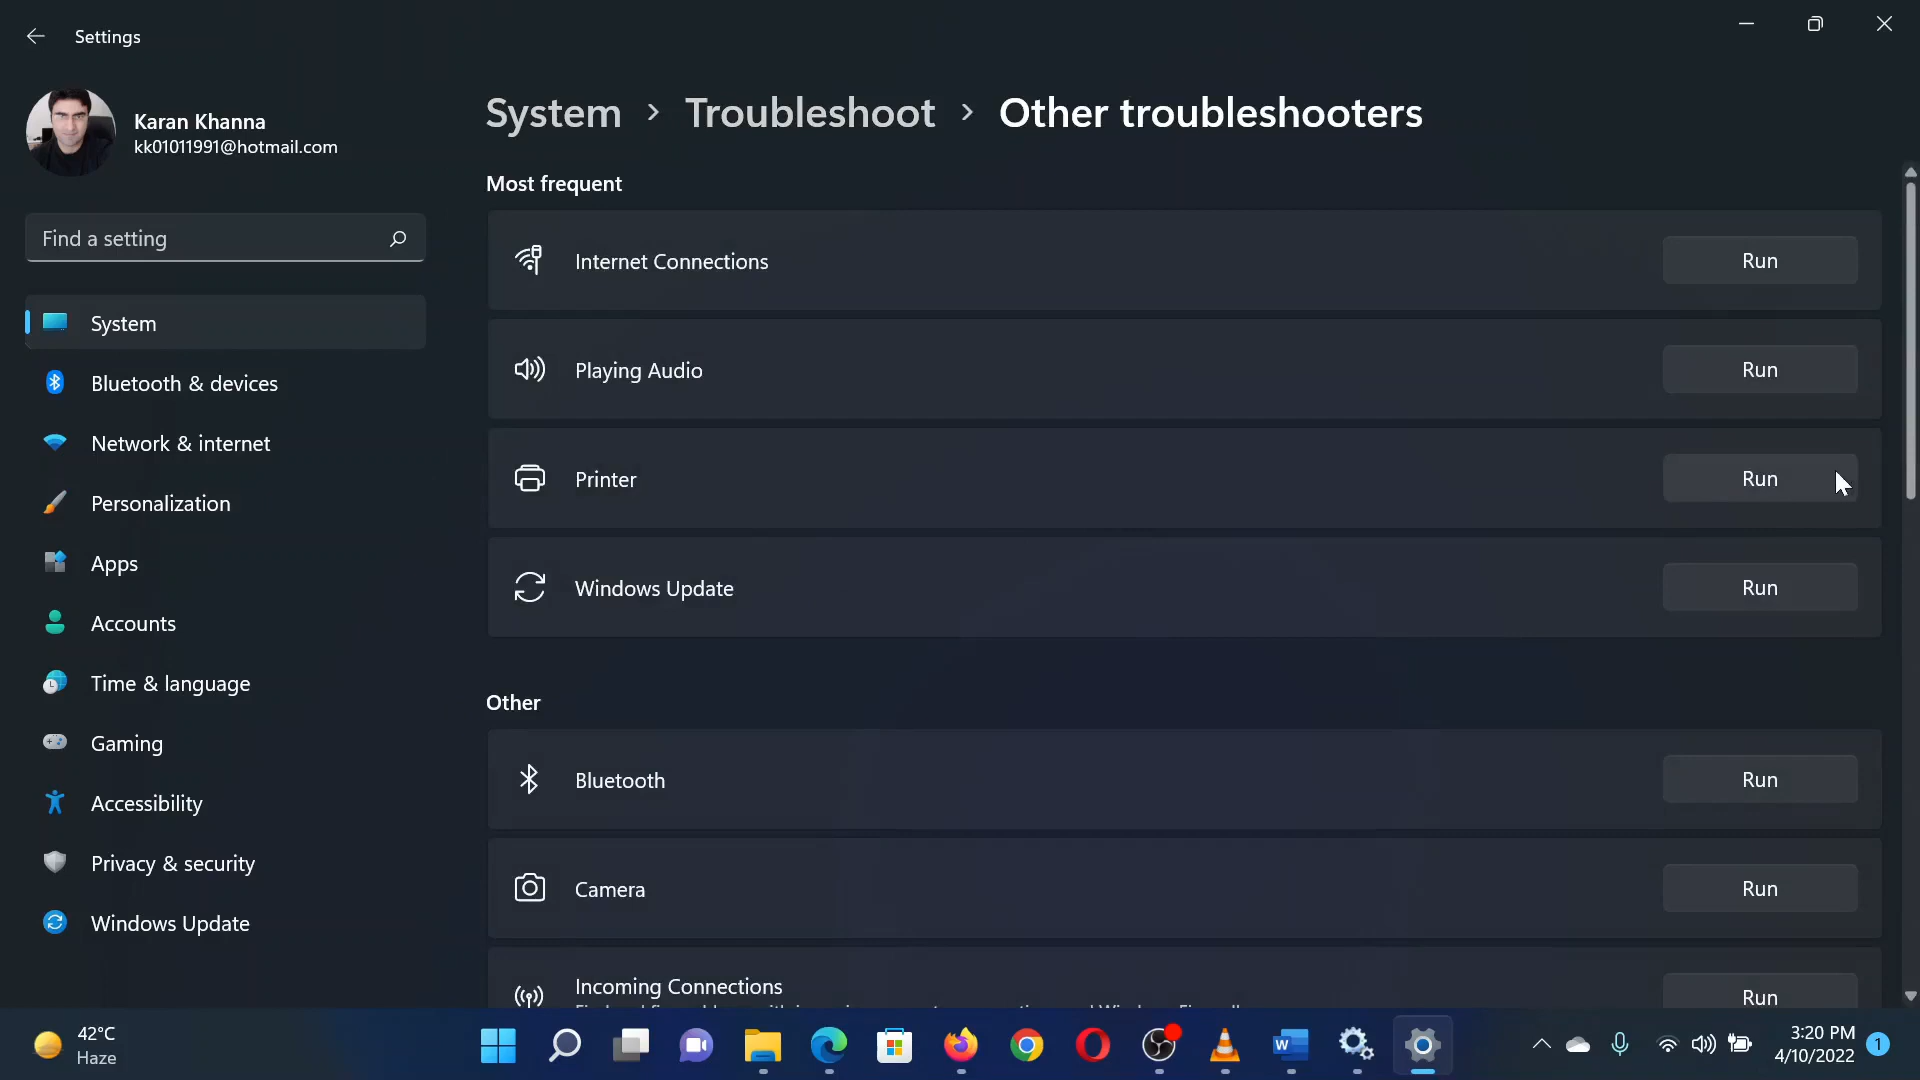 Settings
Karan Khanna
kk01011991@hotmail.com
Find a setting
System
Bluetooth & devices
Network & internet
Personalization
Apps
Accounts
Time & language
Gaming
Accessibility
Privacy & security
Windows Update
System > Troubleshoot > Other troubleshooters
Most frequent
Internet Connections
Run
Playing Audio
Run
Printer
Run
Windows Update
Run
Other
Bluetooth
Run
Camera
Run
Incoming Connections
Run
42°C
Haze
W
3:20 PM
4/10/2022
1